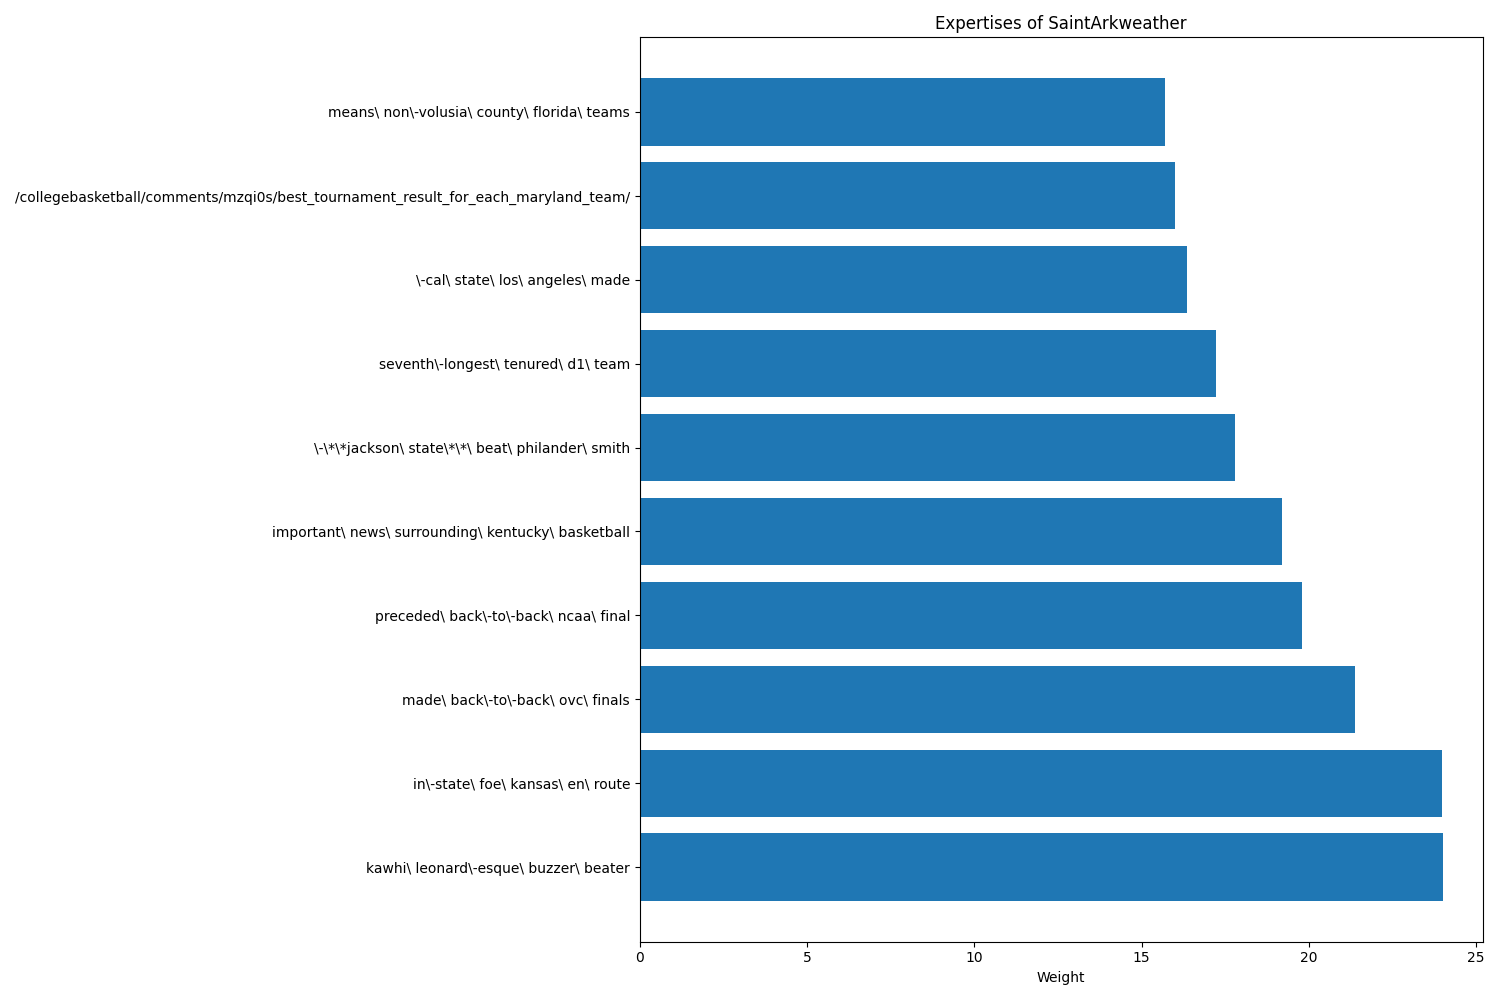 Expertises of SaintArkweather
means\ non\-volusia\ county\ florida\ teams
/collegebasketball/comments/mzqi0s/best_tournament_result_for_each_maryland_team/
\-cal\ state\ los\ angeles\ made
seventh\-longest\ tenured\ d1\ team
\-\*\*jackson\ state\*\*\ beat\ philander\ smith
important\ news\ surrounding\ kentucky\ basketball
preceded\ back\-to\-back\ ncaa\ final
made\ back\-to\-back\ ovc\ finals
in\-state\ foe\ kansas\ en\ route
kawhi\ leonard\-esque\ buzzer\ beater
0 5 10 15 20 25
Weight